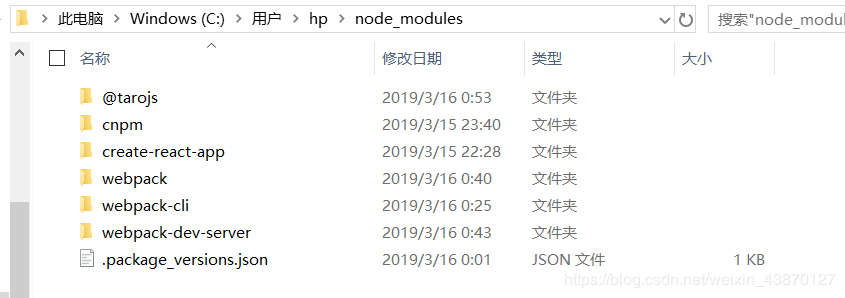 此电脑 > Windows (C:) > 用户 > hp > node_modules 搜索"node_modul
名称 修改日期 类型 大小
@tarojs 2019/3/16 0:53 文件夹
cnpm 2019/3/15 23:40 文件夹
create-react-app 2019/3/15 22:28 文件夹
webpack 2019/3/16 0:40 文件夹
webpack-cli 2019/3/16 0:25 文件夹
webpack-dev-server 2019/3/16 0:43 文件夹
.package_versions.json 2019/3/16 0:01 JSON 文件 1 KB
https://blog.csdn.net/weixin_43870127